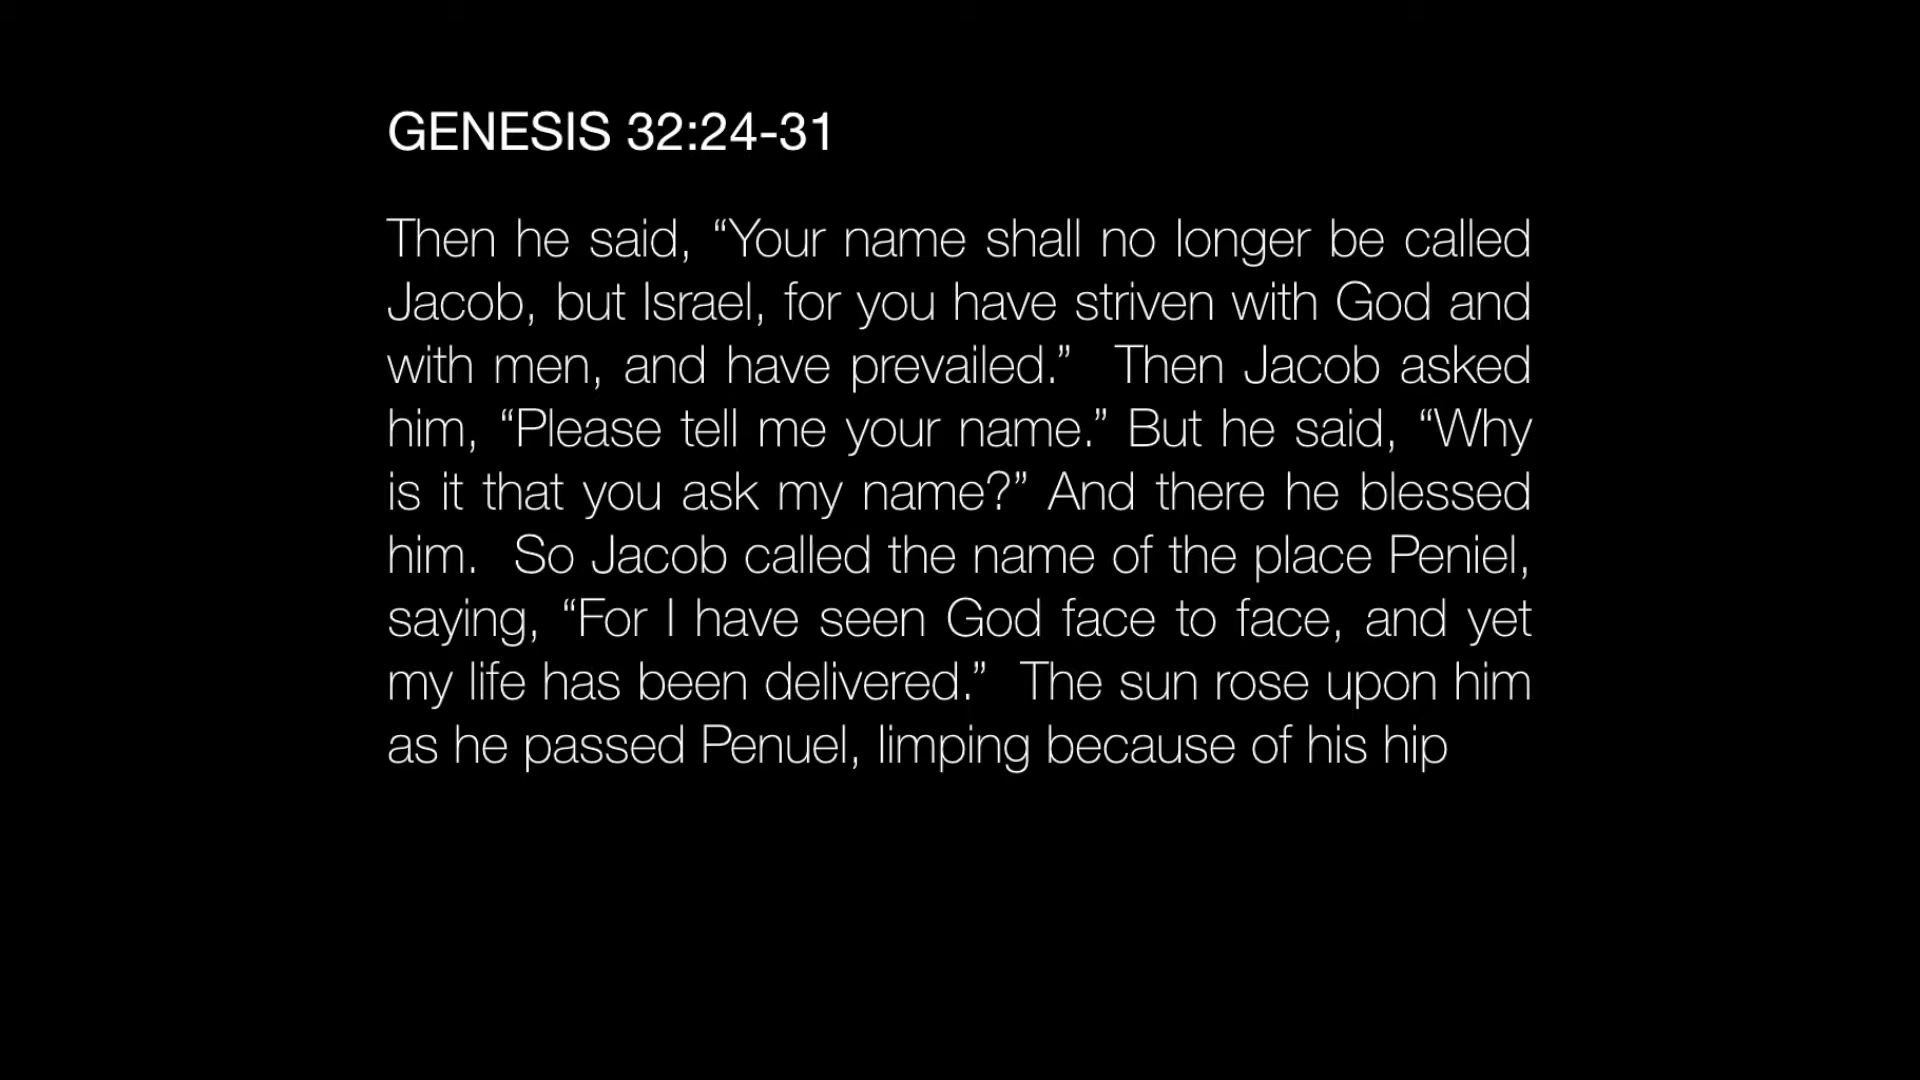 GENESIS 32:24-31
Then he said, “Your name shall no longer be called
Jacob, but Israel, for you have striven with God and
with men, and have prevailed.”  Then Jacob asked
him, “Please tell me your name.” But he said, “Why
is it that you ask my name?” And there he blessed
him.  So Jacob called the name of the place Peniel,
saying, “For I have seen God face to face, and yet
my life has been delivered.”  The sun rose upon him
as he passed Penuel, limping because of his hip